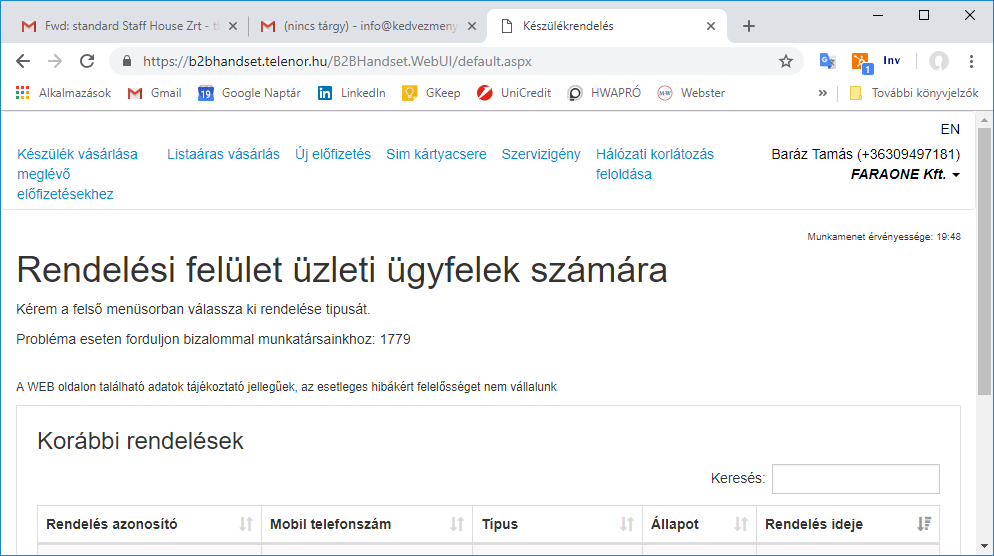 Fwd: standard Staff House Zrt - t
(nincs tárgy) - info@kedvezmeny
Készülékrendelés
https://b2bhandset.telenor.hu/B2BHandset.WebUI/default.aspx
1
Inv
Alkalmazások
Gmail
19
Google Naptár
LinkedIn
GKeep
UniCredit
HWAPRÓ
Webster
»
További könyvjelzők
EN
Készülék vásárlása
meglévő
előfizetésekhez
Listaáras vásárlás
Új előfizetés
Sim kártyacsere
Szervizigény
Hálózati korlátozás
feloldása
Baráz Tamás (+36309497181)
FARAONE Kft.
Munkamenet érvényessége: 19:48
Rendelési felület üzleti ügyfelek számára
Kérem a felső menüsorban válassza ki rendelése tipusát.
Probléma eseten forduljon bizalommal munkatársainkhoz: 1779
A WEB oldalon található adatok tájékoztató jellegűek, az esetleges hibákért felelősséget nem vállalunk
Korábbi rendelések
Keresés:
Rendelés azonosító
Mobil telefonszám
Típus
Állapot
Rendelés ideje